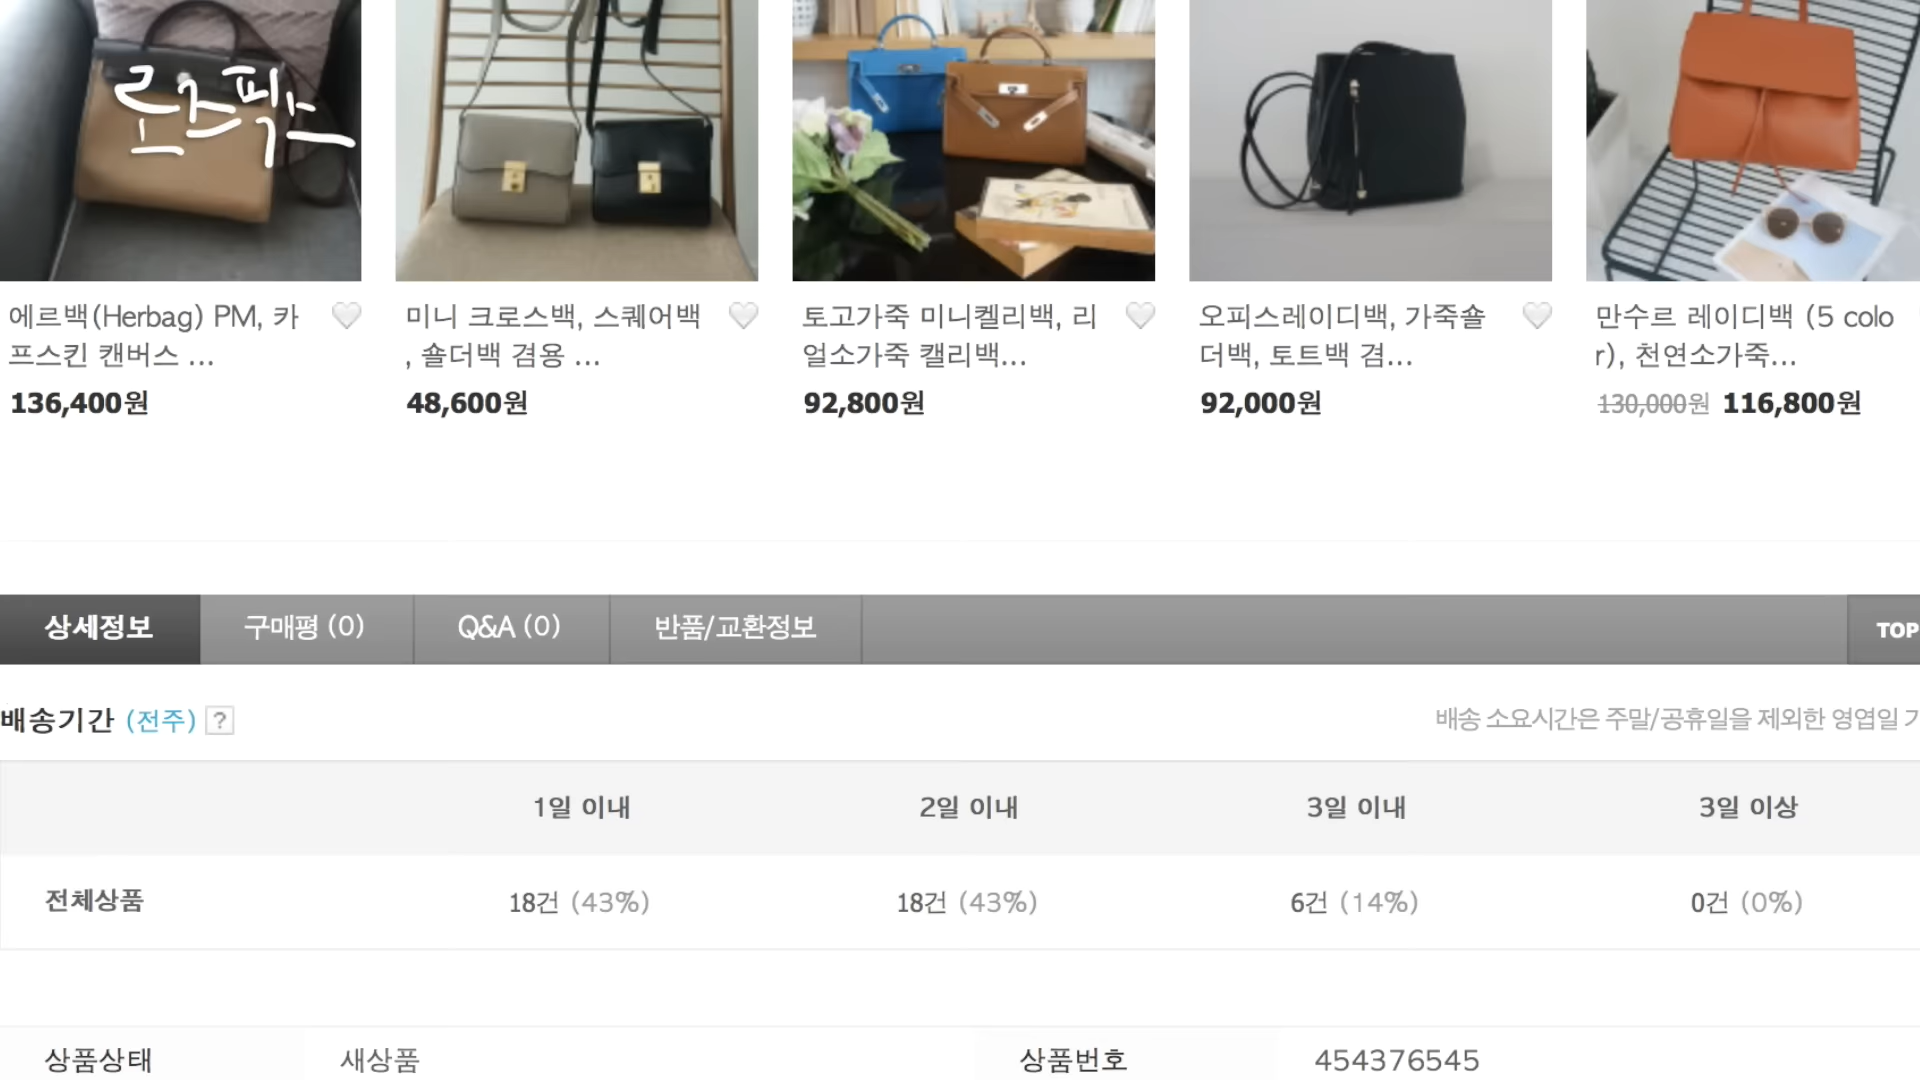 로즈팍스
에르백(Herbag) PM, 카
프스킨 캔버스 ...
136,400원
미니 크로스백, 스퀘어백
, 숄더백 겸용 ...
48,600원
토고가죽 미니켈리백, 리
얼소가죽 캘리백...
92,800원
오피스레이디백, 가죽숄
더백, 토트백 겸...
92,000원
만수르 레이디백 (5 colo
r), 천연소가죽...
130,000원 116,800원
상세정보 구매평 (0) Q&A (0) 반품/교환정보 TOP
배송기간 (전주) ?
배송 소요시간은 주말/공휴일을 제외한 영업일 기
1일 이내 2일 이내 3일 이내 3일 이상
전체상품 18건 (43%) 18건 (43%) 6건 (14%) 0건 (0%)
상품상태 새상품 상품번호 454376545